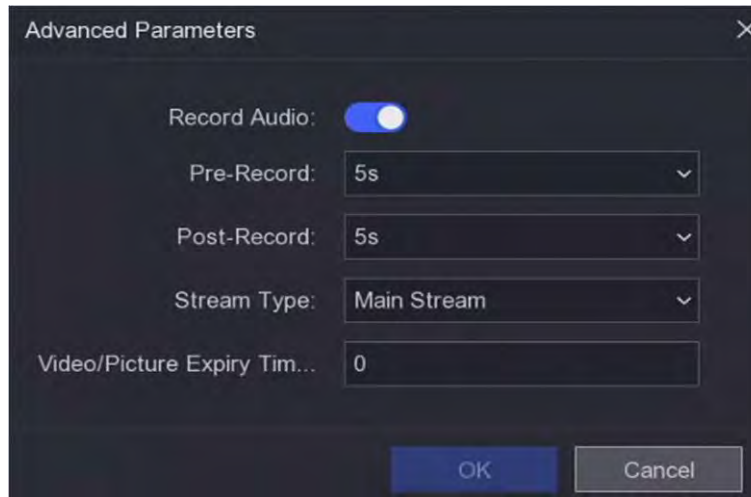 Advanced Parameters
Record Audio:
Pre-Record: 5s
Post-Record: 5s
Stream Type: Main Stream
Video/Picture Expiry Tim... 0
OK Cancel